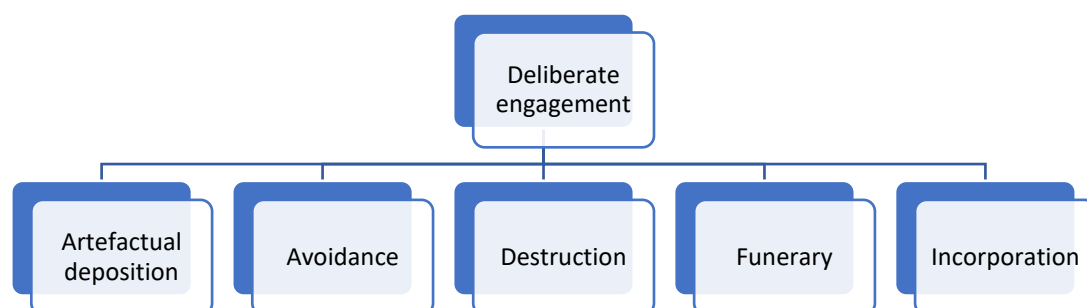 Deliberate
engagement
Artefactual
deposition
Avoidance
Destruction
Funerary
Incorporation